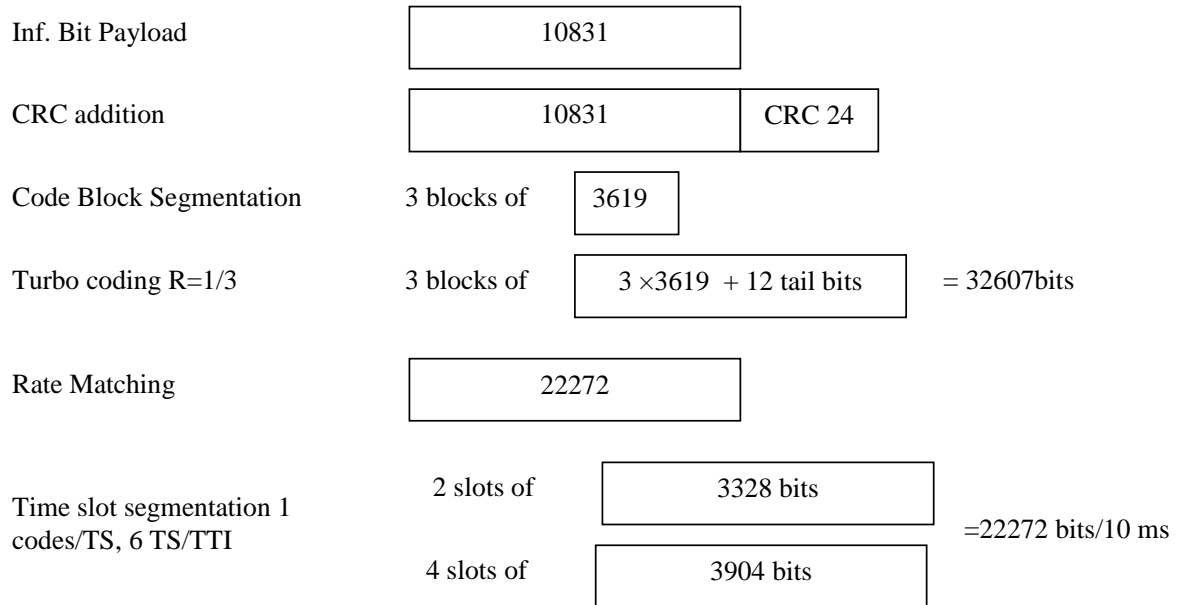 Inf. Bit Payload 10831
CRC addition 10831 CRC 24
Code Block Segmentation 3 blocks of 3619
Turbo coding R=1/3 3 blocks of 3 ×3619 + 12 tail bits = 32607bits
Rate Matching 22272
2 slots of 3328 bits
Time slot segmentation 1
codes/TS, 6 TS/TTI =22272 bits/10 ms
4 slots of 3904 bits